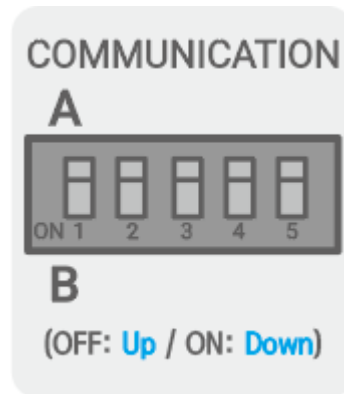 COMMUNICATION
A
ON 1 2 3 4 5
B
(OFF: Up / ON: Down)